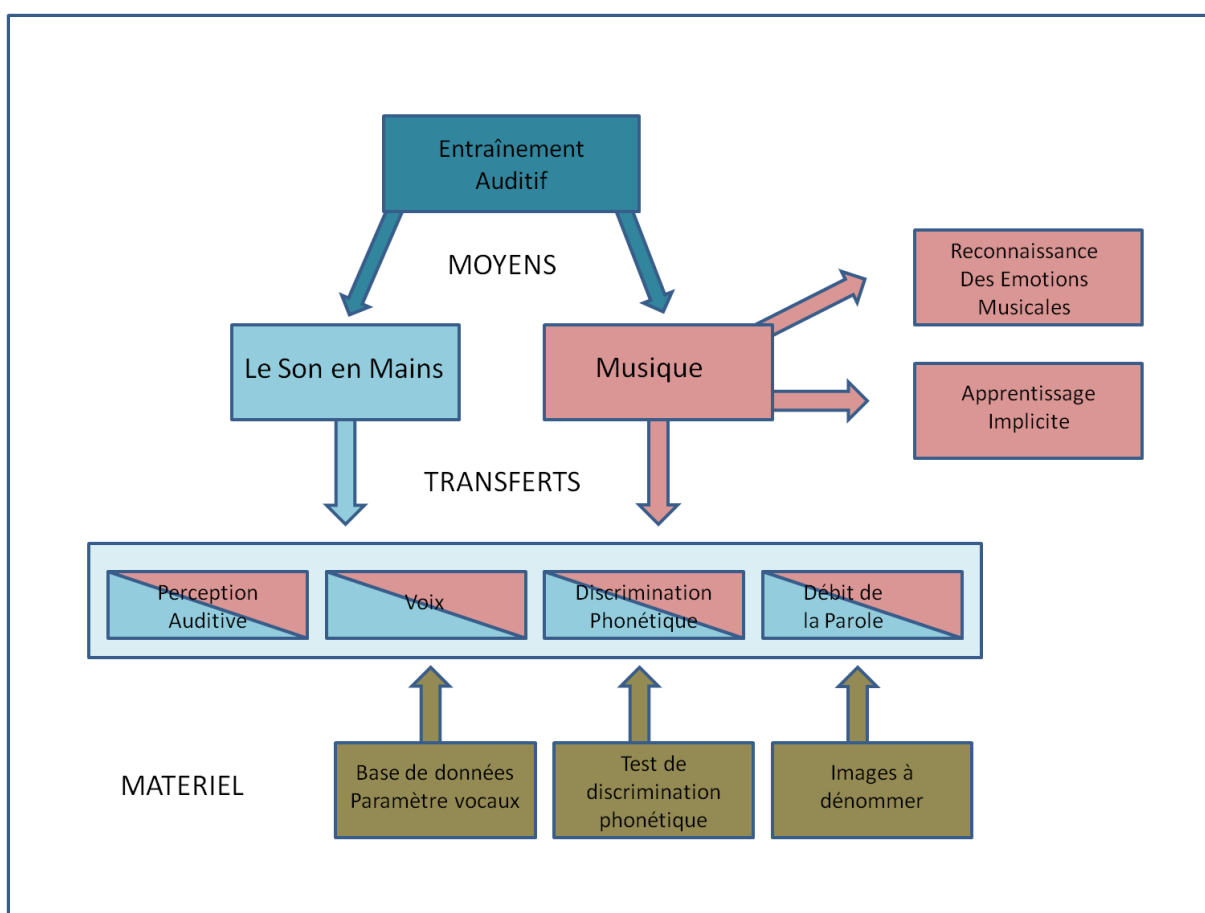 Entraînement
Auditif
MOYENS
Reconnaissance
Des Emotions
Musicales
Le Son en Mains
Musique
Apprentissage
Implicite
TRANSFERTS
Perception
Auditive
Voix
Discrimination
Phonétique
Débit de
la Parole
MATERIEL
Base de données
Paramètre vocaux
Test de
discrimination
phonétique
Images à
dénommer